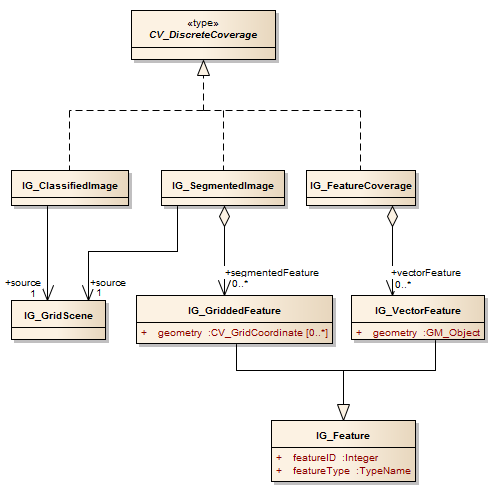 «type»
CV_DiscreteCoverage
IG_ClassifiedImage
IG_SegmentedImage
IG_FeatureCoverage
+source
1
+source
1
+segmentedFeature
0..*
+vectorFeature
0..*
IG_GridScene
IG_GriddedFeature
+ geometry :CV_GridCoordinate [0..*]
IG_VectorFeature
+ geometry :GM_Object
IG_Feature
+ featureID :Integer
+ featureType :TypeName